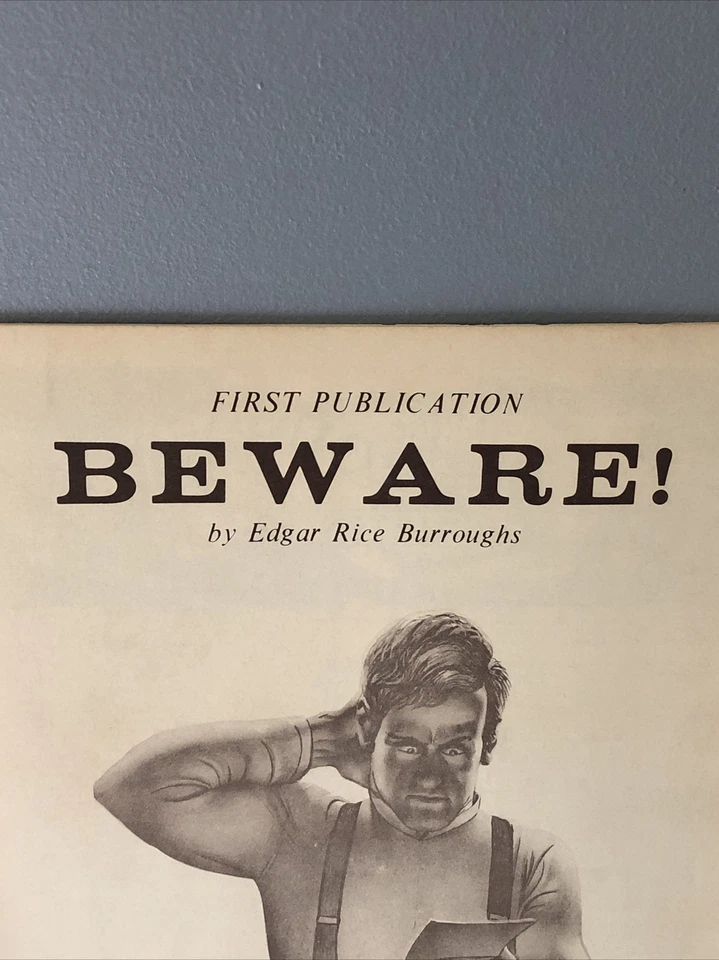 FIRST PUBLICATION
BEWARE!
by Edgar Rice Burroughs